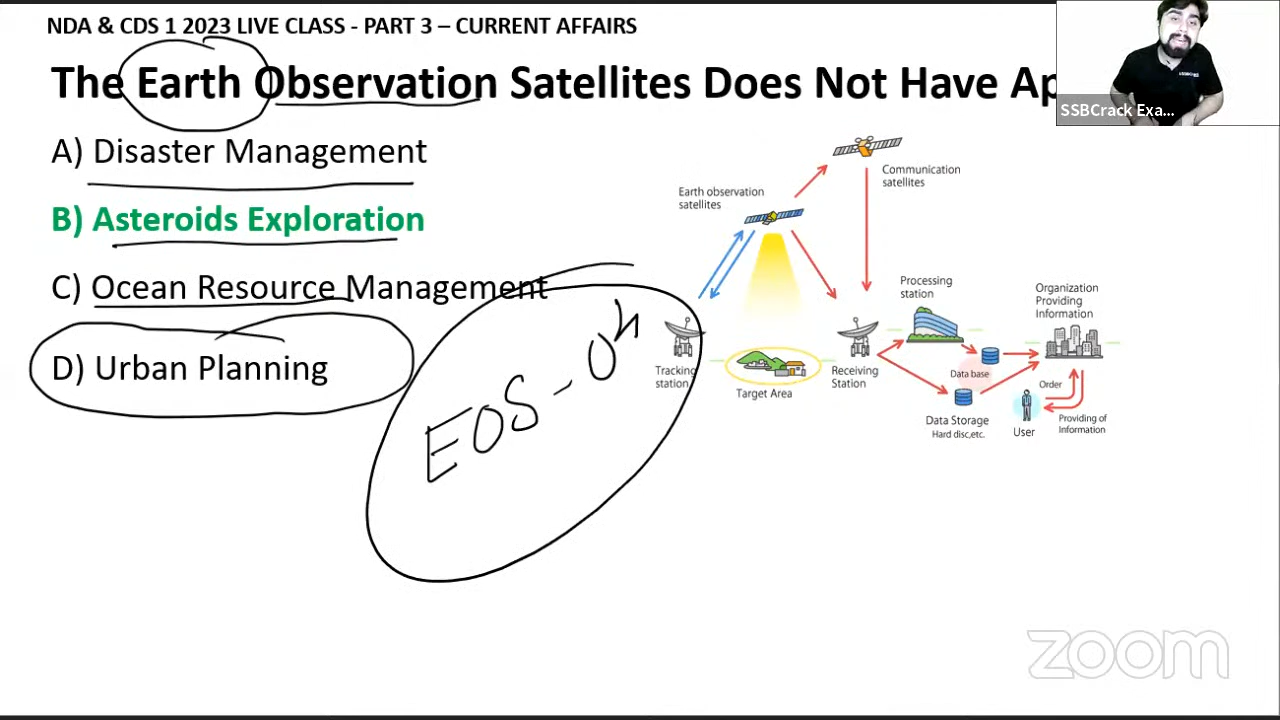 NDA & CDS 1 2023 LIVE CLASS - PART 3 – CURRENT AFFAIRS
The Earth Observation Satellites Does Not Have Ap
SSBCrack Exa...
A) Disaster Management
B) Asteroids Exploration
C) Ocean Resource Management
D) Urban Planning
EOS-04
Communication
satellites
Earth observation
satellites
Processing
station
Organization
Providing
Information
Tracking
station
Target Area
Receiving
Station
Data base
Order
Data Storage
Hard disc,etc.
User
Providing of
Information
zoom